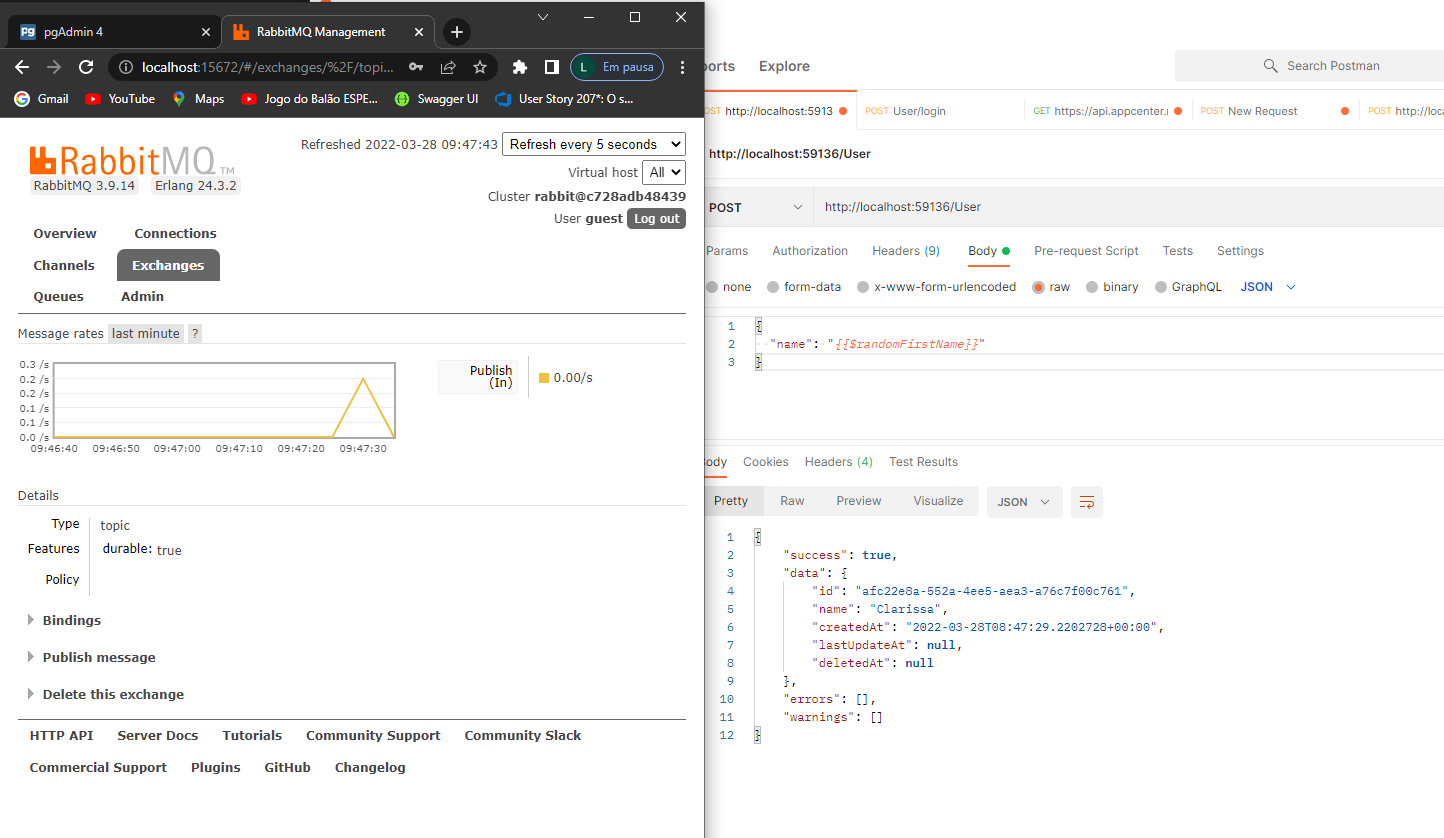 pgAdmin 4
RabbitMQ Management
localhost:15672/#/exchanges/%2F/topi...
L Em pausa
Gmail YouTube Maps Jogo do Balão ESPE... Swagger UI User Story 207*: O s...
RabbitMQ TM
RabbitMQ 3.9.14 Erlang 24.3.2
Refreshed 2022-03-28 09:47:43 Refresh every 5 seconds
Virtual host All
Cluster rabbit@c728adb48439
User guest Log out
Overview Connections
Channels Exchanges
Queues Admin
Message rates last minute ?
0.3 /s
0.2 /s
0.2 /s
0.1 /s
0.1 /s
0.0 /s
09:46:40 09:46:50 09:47:00 09:47:10 09:47:20 09:47:30
Publish
(In)
0.00/s
Details
Type topic
Features durable: true
Policy
Bindings
Publish message
Delete this exchange
HTTP API Server Docs Tutorials Community Support Community Slack
Commercial Support Plugins GitHub Changelog
ports Explore Search Postman
POST http://localhost:5913 POST User/login GET https://api.appcenter.r POST New Request POST http://loc
http://localhost:59136/User
POST http://localhost:59136/User
Params Authorization Headers (9) Body Pre-request Script Tests Settings
none form-data x-www-form-urlencoded raw binary GraphQL JSON
1 {
2 "name": "{{$randomFirstName}}"
3 }
Body Cookies Headers (4) Test Results
Pretty Raw Preview Visualize JSON
1 {
2 "success": true,
3 "data": {
4 "id": "afc22e8a-552a-4ee5-aea3-a76c7f00c761",
5 "name": "Clarissa",
6 "createdAt": "2022-03-28T08:47:29.2202728+00:00",
7 "lastUpdateAt": null,
8 "deletedAt": null
9 },
10 "errors": [],
11 "warnings": []
12 }